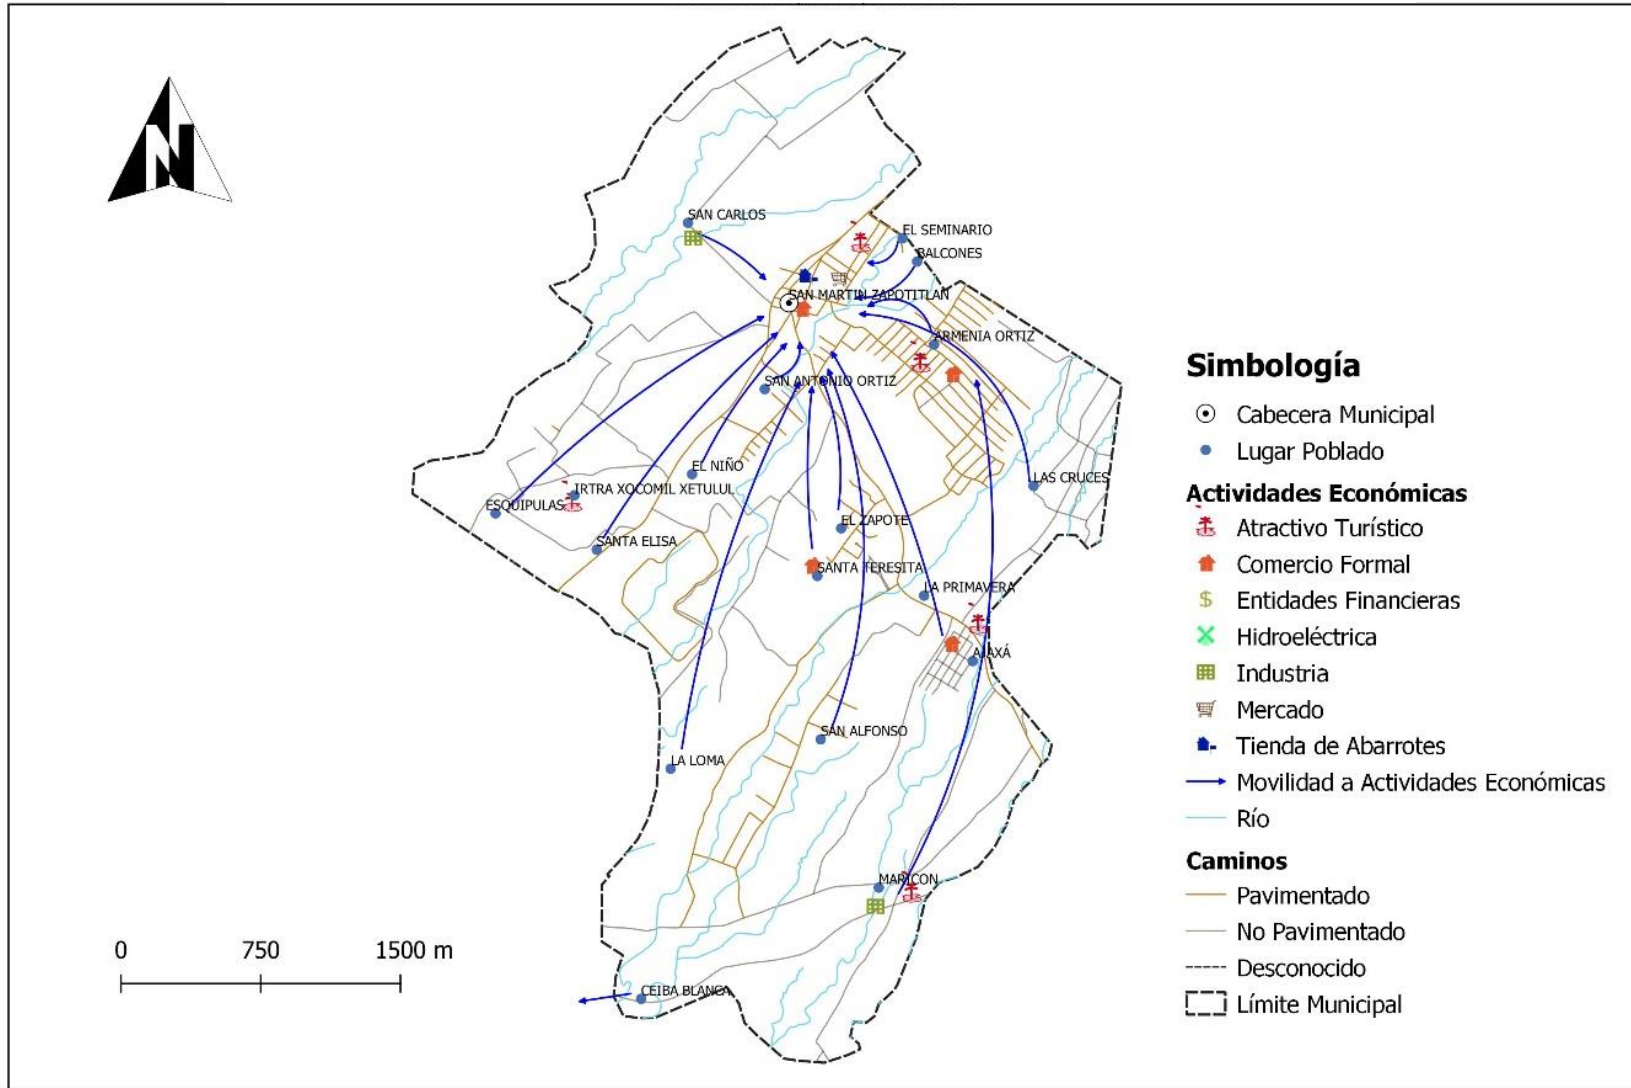 N
SAN CARLOS
EL SEMINARIO
BALCONES
SAN MARTIN ZAPOTITLAN
ARMENIA ORTIZ
SAN ANTONIO ORTIZ
EL NIÑO
LAS CRUCES
IRTRA XOCOMIL XETULUL
ESQUIPULAS
EL ZAPOTE
SANTA ELISA
SANTA TERESITA
LA PRIMAVERA
AJAXÁ
SAN ALFONSO
LA LOMA
MARICON
CEIBA BLANCA
0 750 1500 m
Simbología
Cabecera Municipal
Lugar Poblado
Actividades Económicas
Atractivo Turístico
Comercio Formal
$ Entidades Financieras
Hidroeléctrica
Industria
Mercado
Tienda de Abarrotes
Movilidad a Actividades Económicas
Río
Caminos
Pavimentado
No Pavimentado
Desconocido
Límite Municipal